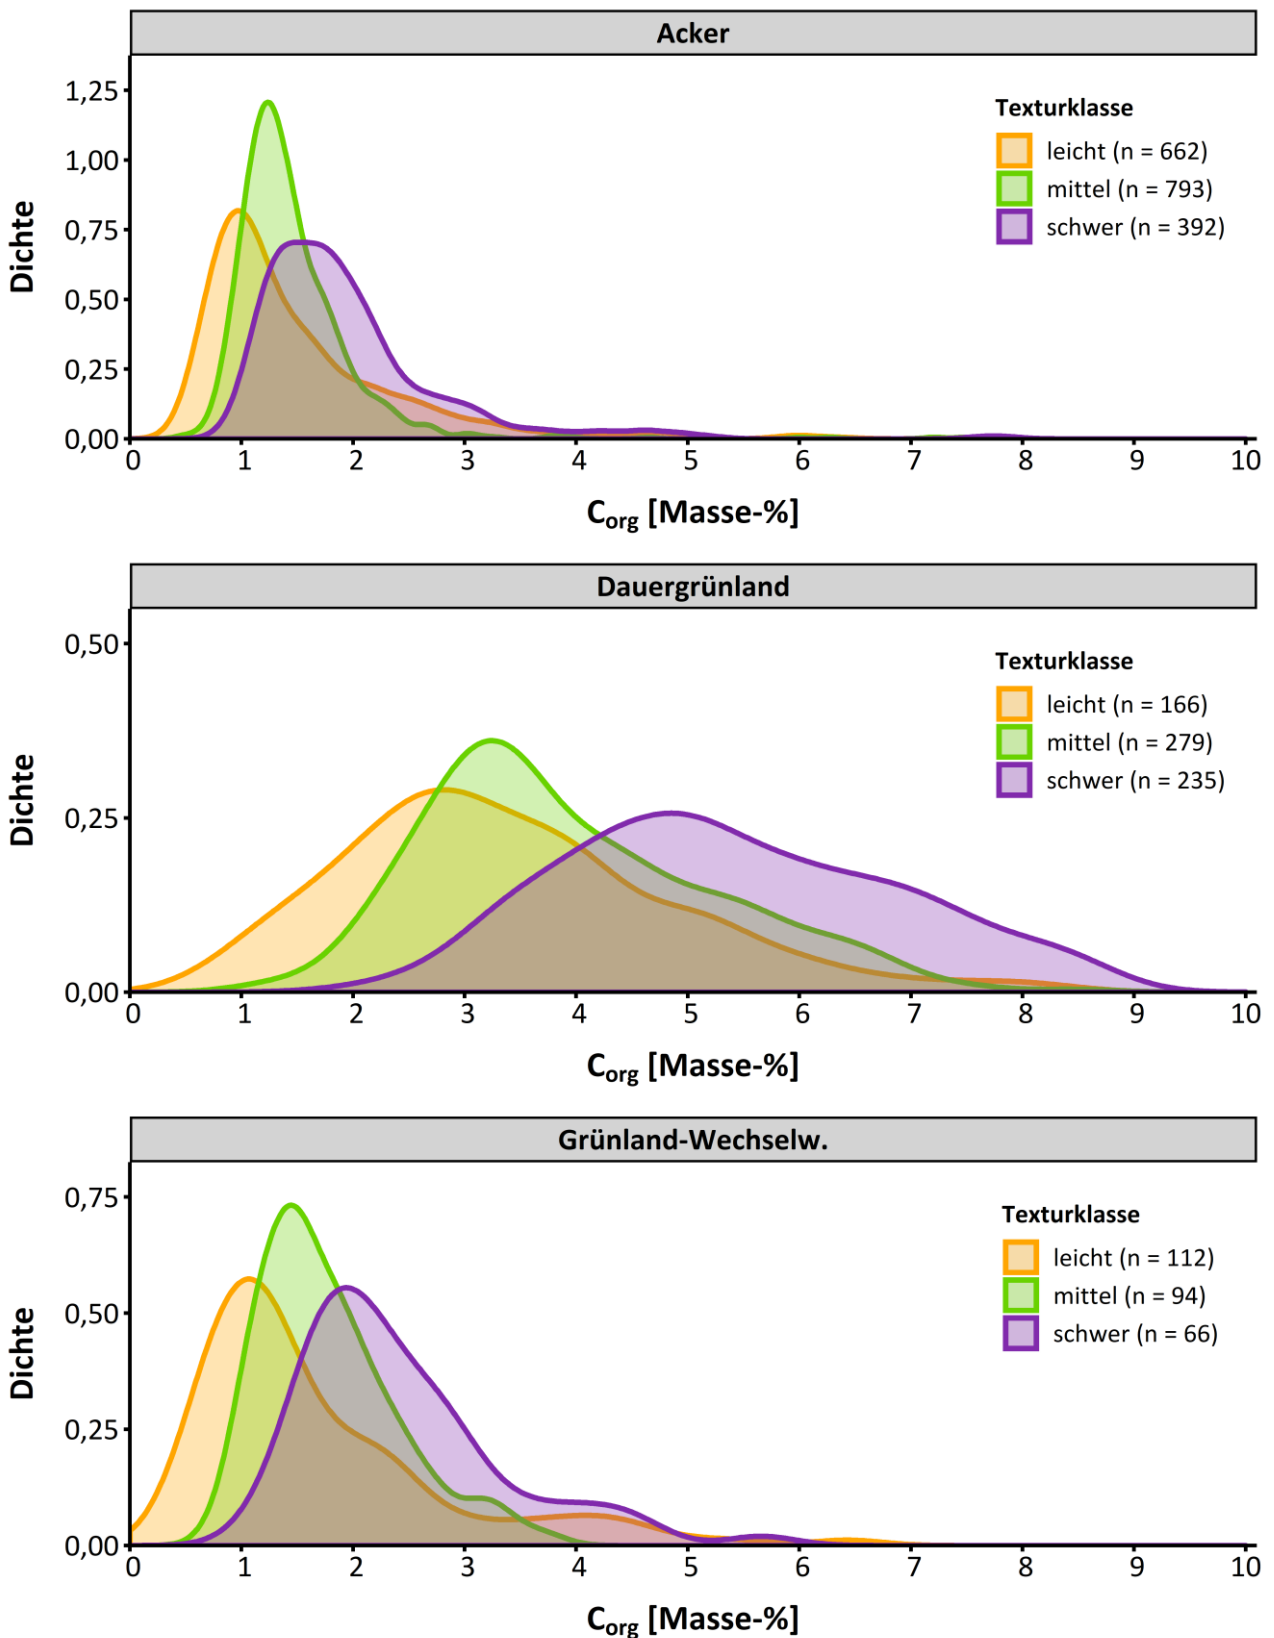 Acker
Dichte
1,25
1,00
0,75
0,50
0,25
0,00
Texturklasse
leicht (n = 662)
mittel (n = 793)
schwer (n = 392)
0 1 2 3 4 5 6 7 8 9 10
Corg [Masse-%]
Dauergrünland
Dichte
0,50
0,25
0,00
Texturklasse
leicht (n = 166)
mittel (n = 279)
schwer (n = 235)
0 1 2 3 4 5 6 7 8 9 10
Corg [Masse-%]
Grünland-Wechselw.
Dichte
0,75
0,50
0,25
0,00
Texturklasse
leicht (n = 112)
mittel (n = 94)
schwer (n = 66)
0 1 2 3 4 5 6 7 8 9 10
Corg [Masse-%]